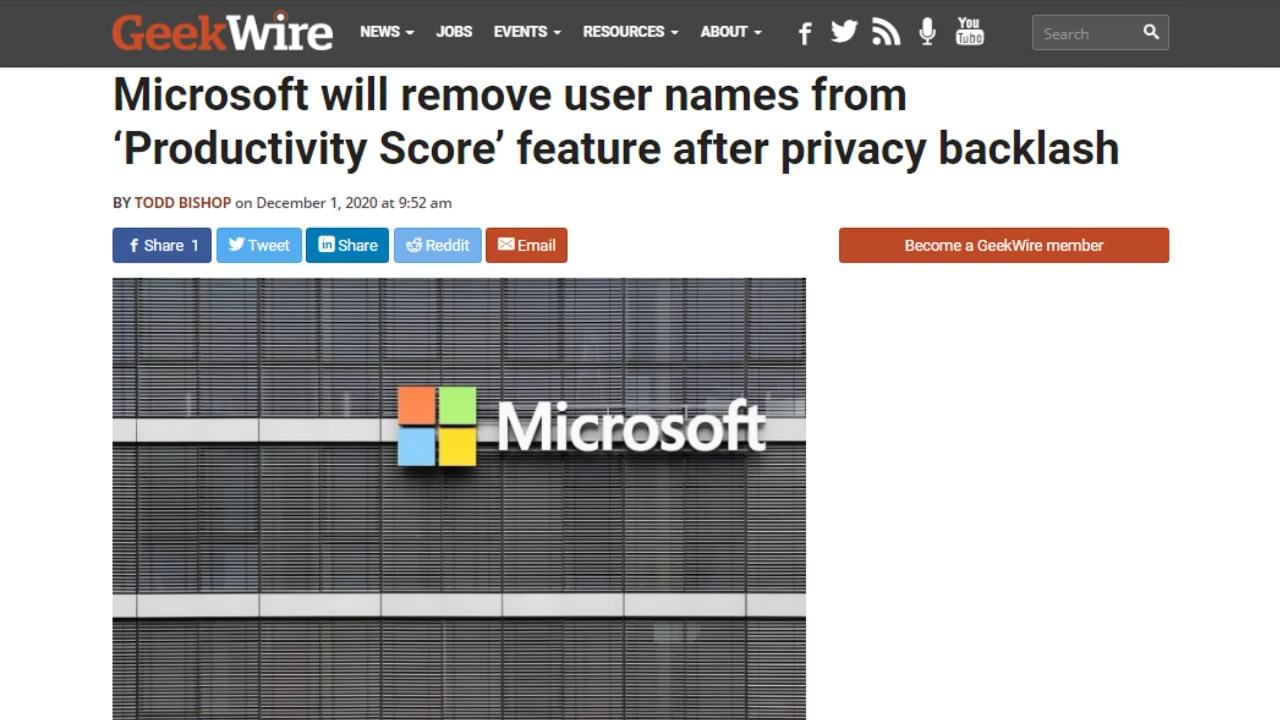 GeekWire NEWS JOBS EVENTS RESOURCES ABOUT You Tube Search
Microsoft will remove user names from
‘Productivity Score’ feature after privacy backlash
BY TODD BISHOP on December 1, 2020 at 9:52 am
f Share 1 Tweet in Share Reddit Email Become a GeekWire member
Microsoft